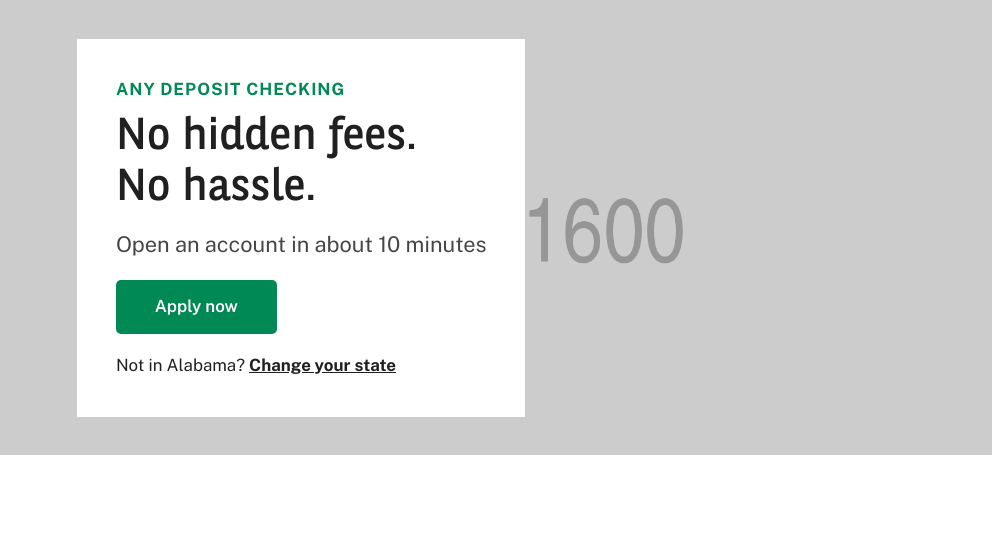 ANY DEPOSIT CHECKING
No hidden fees.
No hassle.
Open an account in about 10 minutes
Apply now
Not in Alabama? Change your state
1600